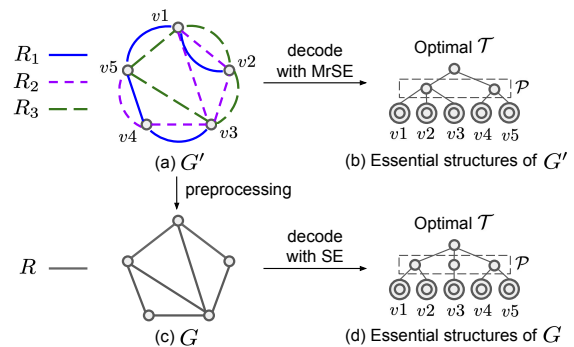 R₁
R₂
R₃
v1
v2
v3
v4
v5
(a) G′
decode
with MrSE
Optimal 𝒯
𝒫
v1 v2 v3 v4 v5
(b) Essential structures of G′
preprocessing
R
(c) G
decode
with SE
Optimal 𝒯
𝒫
v1 v2 v3 v4 v5
(d) Essential structures of G